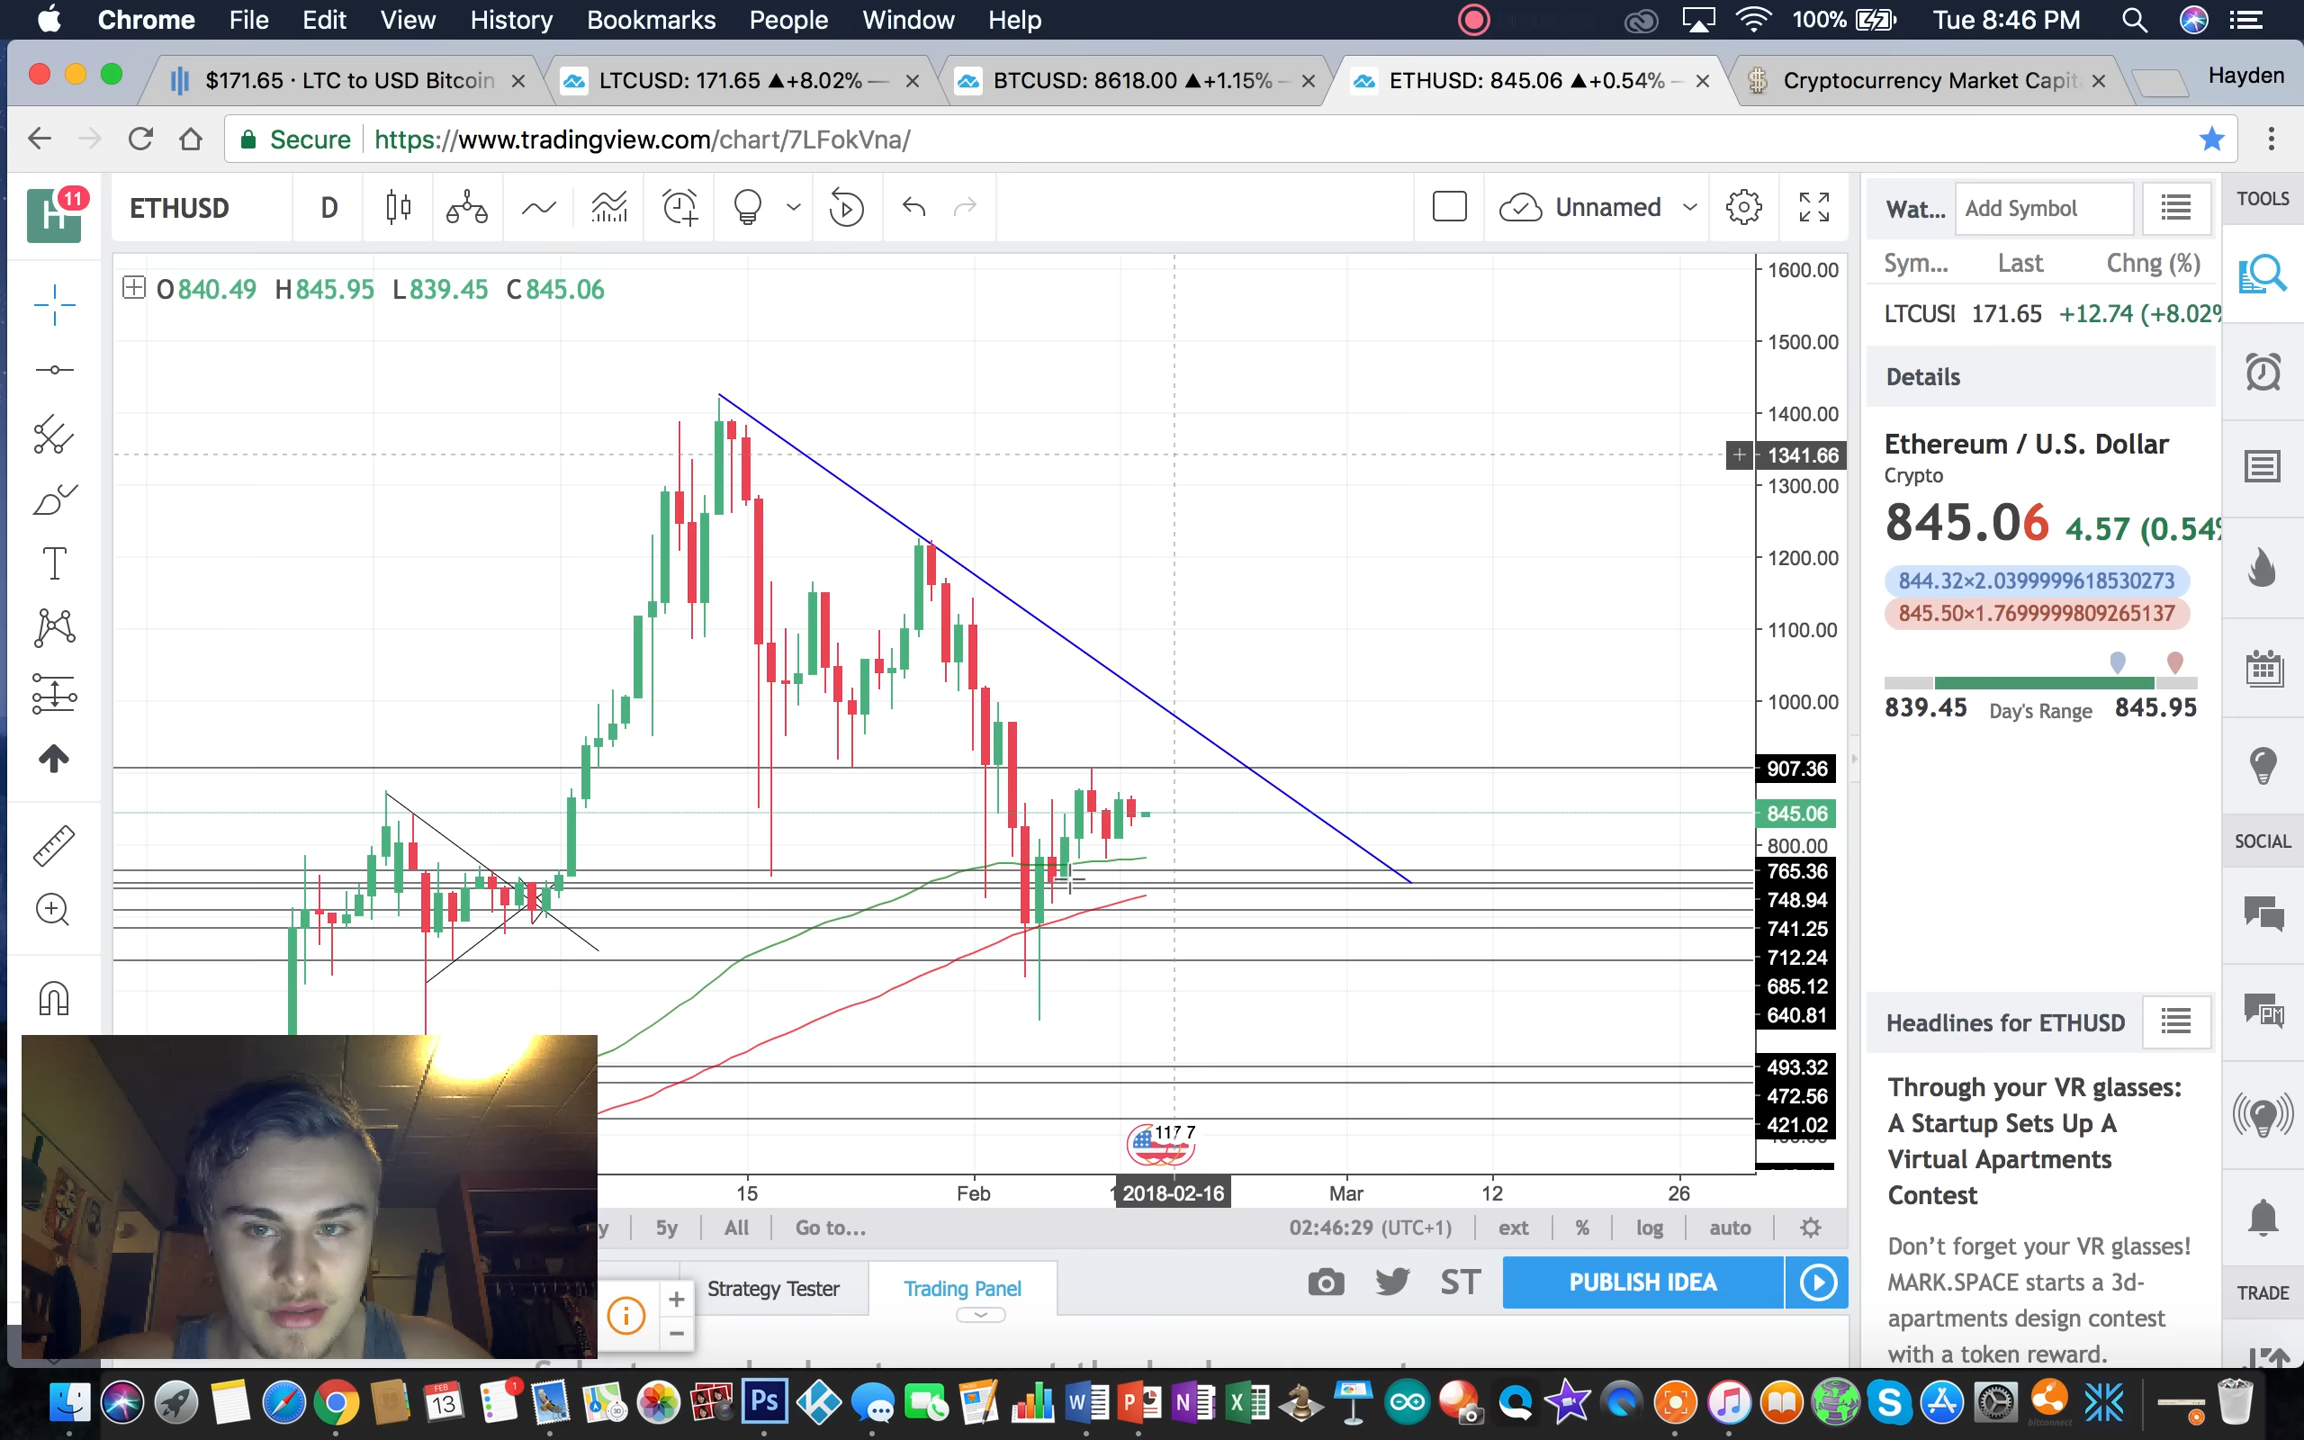 Chrome File Edit View History Bookmarks People Window Help 100% Tue 8:46 PM
$171.65 · LTC to USD Bitcoin
LTCUSD: 171.65 ▲+8.02% —
BTCUSD: 8618.00 ▲+1.15% –
ETHUSD: 845.06 ▲+0.54% –
Cryptocurrency Market Capit
Hayden
Secure https://www.tradingview.com/chart/7LFokVna/
H 11
ETHUSD D
Unnamed
Wat... Add Symbol
TOOLS
O840.49 H845.95 L839.45 C845.06
Sym... Last Chng (%)
LTCUSI 171.65 +12.74 (+8.02%
Details
Ethereum / U.S. Dollar
Crypto
845.06 4.57 (0.54%
844.32×2.0399999618530273
845.50×1.7699999809265137
839.45 Day's Range 845.95
1600.00
1500.00
1400.00
1341.66
1300.00
1200.00
1100.00
1000.00
907.36
845.06
800.00
765.36
748.94
741.25
712.24
685.12
640.81
493.32
472.56
421.02
SOCIAL
PM
Headlines for ETHUSD
Through your VR glasses:
A Startup Sets Up A
Virtual Apartments
Contest
Don't forget your VR glasses!
MARK.SPACE starts a 3d-
apartments design contest
with a token reward.
TRADE
117 7
15 Feb 2018-02-16 Mar 12 26
y 5y All Go to... 02:46:29 (UTC+1) ext % log auto
Strategy Tester Trading Panel
ST PUBLISH IDEA
FEB
13
1
Ps
bitconnect